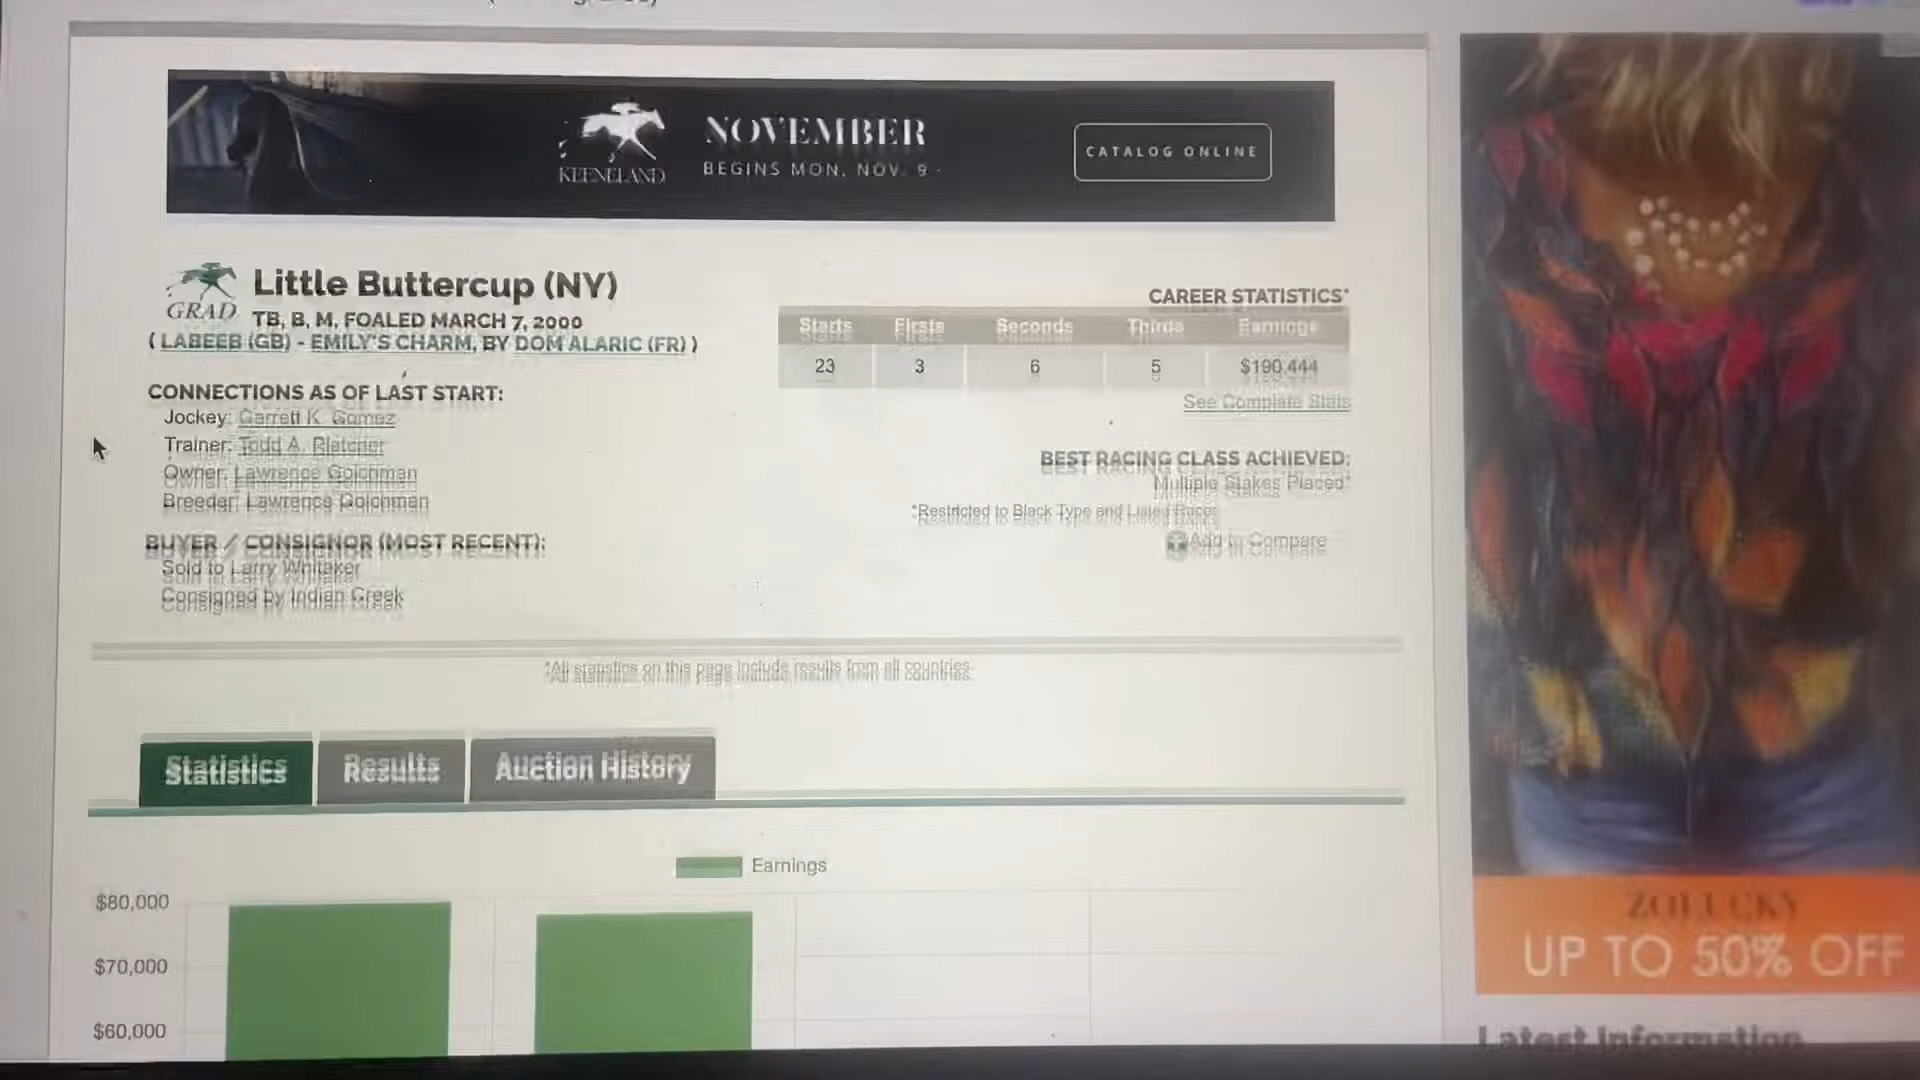 KEENELAND
NOVEMBER
BEGINS MON, NOV. 9
CATALOG ONLINE
GRAD
Little Buttercup (NY)
TB, B, M, FOALED MARCH 7, 2000
( LABEEB (GB) - EMILY'S CHARM, BY DOM ALARIC (FR) )
CAREER STATISTICS*
Starts Firsts Seconds Thirds Earnings
23 3 6 5 $190,444
See Complete Stats
CONNECTIONS AS OF LAST START:
Jockey: Garrett K. Gomez
Trainer: Todd A. Pletcher
Owner: Lawrence Goichman
Breeder: Lawrence Goichman
BEST RACING CLASS ACHIEVED:
Multiple Stakes Placed*
*Restricted to Black Type and Listed Races
Add to Compare
BUYER / CONSIGNOR (MOST RECENT):
Sold to Larry Whitaker
Consigned by Indian Creek
*All statistics on this page include results from all countries.
Statistics
Results
Auction History
Earnings
$80,000
$70,000
$60,000
ZOLUCKY
UP TO 50% OFF
Latest Information